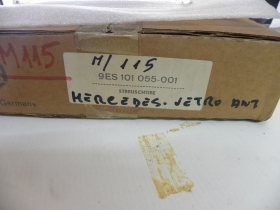 M115
M/115
9ES 101 055-001
MERCEDES. VETRO ANT
Germany